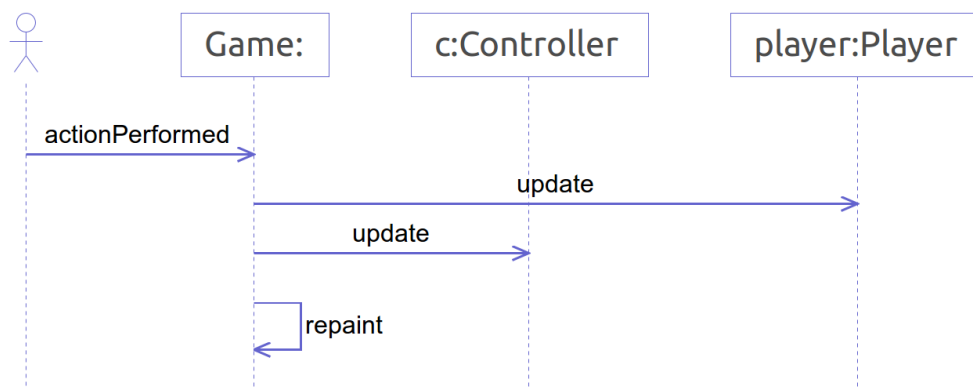 Game:
c:Controller
player:Player
actionPerformed
update
update
repaint